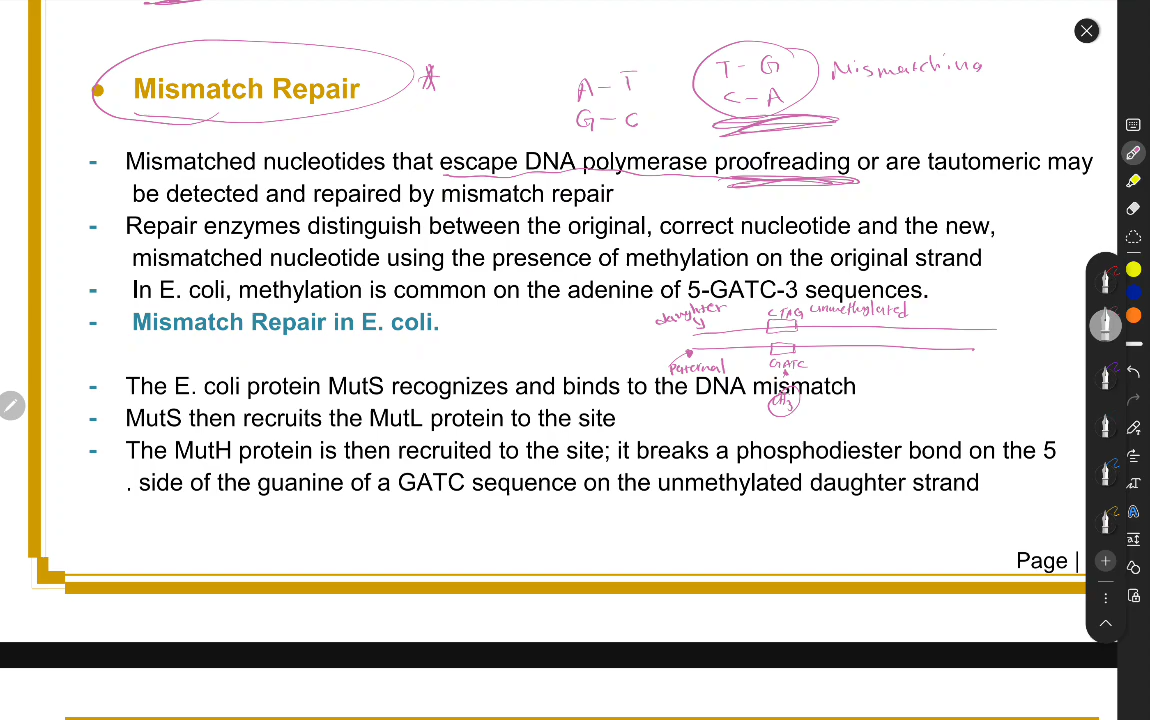 Mismatch Repair
A - T
G - C
T - G
C - A
Mismatching
- Mismatched nucleotides that escape DNA polymerase proofreading or are tautomeric may
be detected and repaired by mismatch repair
- Repair enzymes distinguish between the original, correct nucleotide and the new,
mismatched nucleotide using the presence of methylation on the original strand
- In E. coli, methylation is common on the adenine of 5-GATC-3 sequences.
- Mismatch Repair in E. coli.
daughter
CTAG unmethylated
Paternal
GATC
CH3
- The E. coli protein MutS recognizes and binds to the DNA mismatch
- MutS then recruits the MutL protein to the site
- The MutH protein is then recruited to the site; it breaks a phosphodiester bond on the 5
. side of the guanine of a GATC sequence on the unmethylated daughter strand
Page |